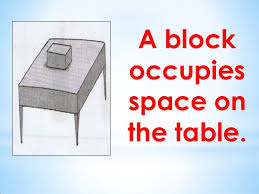 A block
occupies
space on
the table.